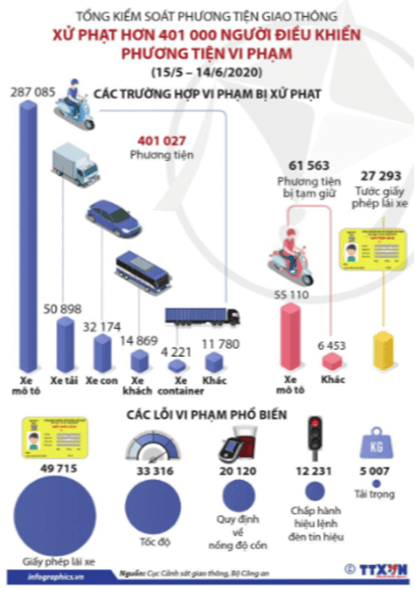 TỔNG KIỂM SOÁT PHƯƠNG TIỆN GIAO THÔNG
XỬ PHẠT HƠN 401 000 NGƯỜI ĐIỀU KHIỂN
PHƯƠNG TIỆN VI PHẠM
(15/5 – 14/6/2020)
CÁC TRƯỜNG HỢP VI PHẠM BỊ XỬ PHẠT
287 085
401 027
Phương tiện
50 898
32 174
14 869
4 221
11 780
Xe
mô tô
Xe tải
Xe con
Xe
khách
Xe
container
Khác
61 563
Phương tiện
bị tạm giữ
55 110
6 453
Xe
mô tô
Khác
27 293
Tước giấy
phép lái xe
CÁC LỖI VI PHẠM PHỔ BIẾN
49 715
Giấy phép lái xe
33 316
Tốc độ
20 120
Quy định
về
nồng độ cồn
12 231
Chấp hành
hiệu lệnh
đèn tín hiệu
KG
5 007
Tải trọng
infographics.vn
Nguồn: Cục Cảnh sát giao thông, Bộ Công an
© TTXVN